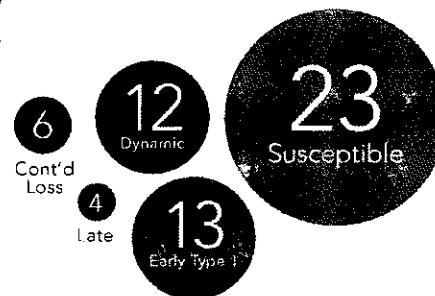 23
Susceptible
12
Dynamic
6
Cont'd
Loss
4
Late
13
Early Type 1